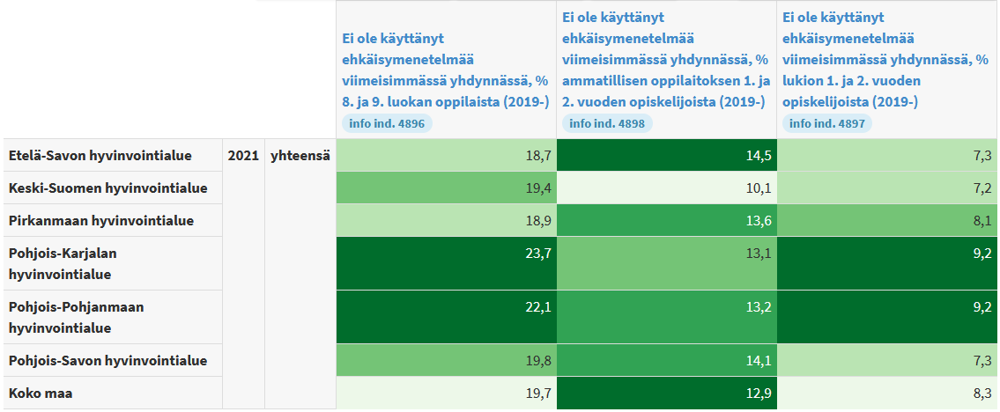 Ei ole käyttänyt
ehkäisymenetelmää
viimeisimmässä yhdynnässä, %
8. ja 9. luokan oppilaista (2019-)
info ind. 4896
Ei ole käyttänyt
ehkäisymenetelmää
viimeisimmässä yhdynnässä, %
ammatillisen oppilaitoksen 1. ja
2. vuoden opiskelijoista (2019-)
info ind. 4898
Ei ole käyttänyt
ehkäisymenetelmää
viimeisimmässä yhdynnässä, %
lukion 1. ja 2. vuoden
opiskelijoista (2019-)
info ind. 4897
Etelä-Savon hyvinvointialue 2021 yhteensä 18,7 14,5 7,3
Keski-Suomen hyvinvointialue 19,4 10,1 7,2
Pirkanmaan hyvinvointialue 18,9 13,6 8,1
Pohjois-Karjalan 23,7 13,1 9,2
hyvinvointialue
Pohjois-Pohjanmaan 22,1 13,2 9,2
hyvinvointialue
Pohjois-Savon hyvinvointialue 19,8 14,1 7,3
Koko maa 19,7 12,9 8,3